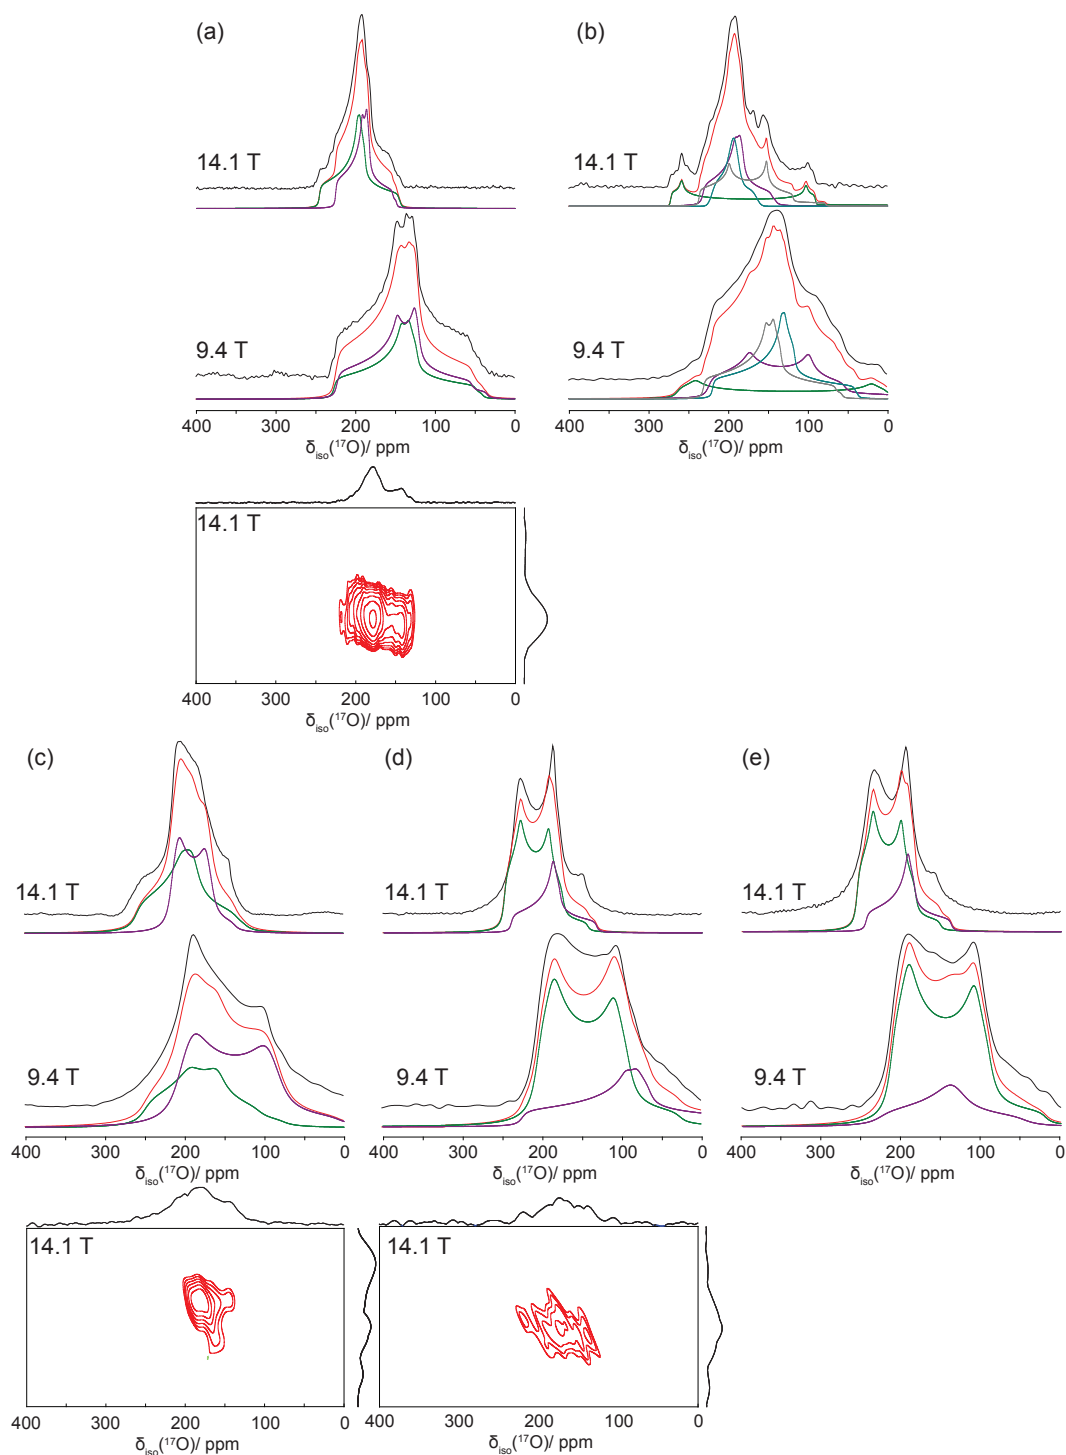 (a) (b)
14.1 T 14.1 T
9.4 T 9.4 T
400 300 200 100 0 400 300 200 100 0
δiso(17O)/ ppm δiso(17O)/ ppm
14.1 T
400 300 200 100 0
δiso(17O)/ ppm
(c) (d) (e)
14.1 T 14.1 T 14.1 T
9.4 T 9.4 T 9.4 T
400 300 200 100 0 400 300 200 100 0 400 300 200 100 0
δiso(17O)/ ppm δiso(17O)/ ppm δiso(17O)/ ppm
14.1 T 14.1 T
400 300 200 100 0 400 300 200 100 0
δiso(17O)/ ppm δiso(17O)/ ppm